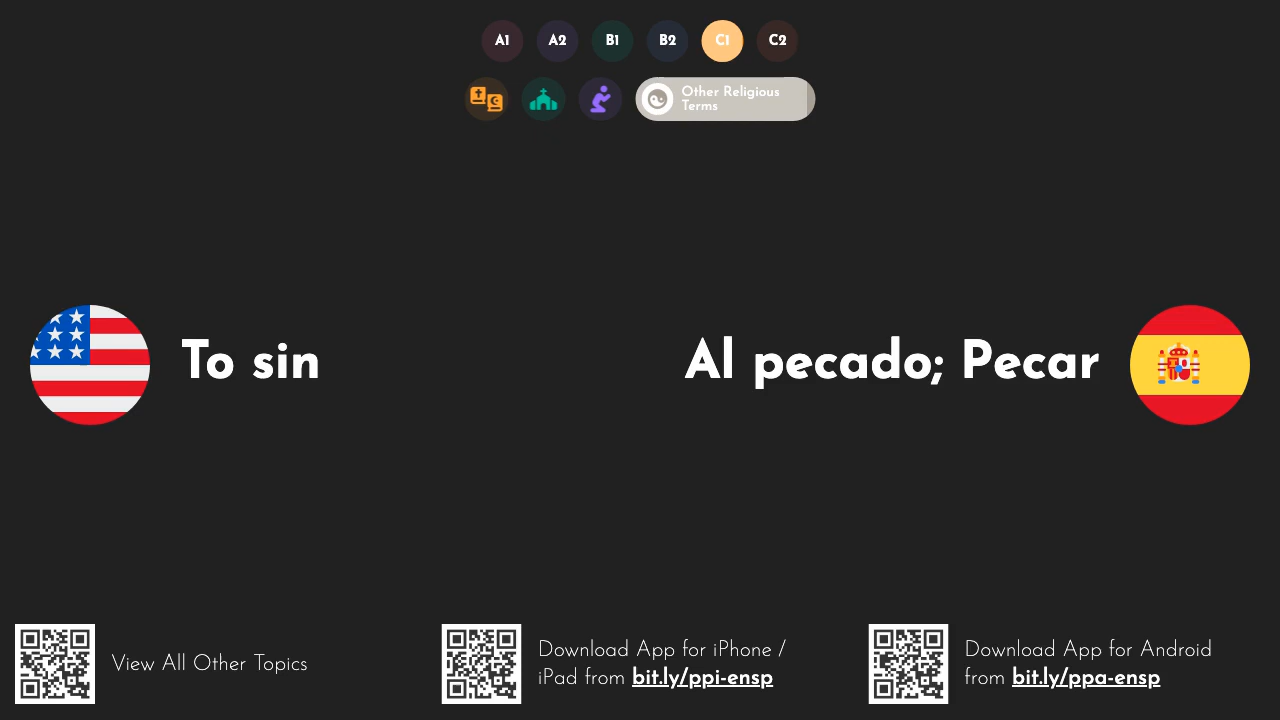 A1 A2 B1 B2 C1 C2
Other Religious
Terms
To sin
Al pecado; Pecar
View All Other Topics
Download App for iPhone /
iPad from bit.ly/ppi-ensp
Download App for Android
from bit.ly/ppa-ensp